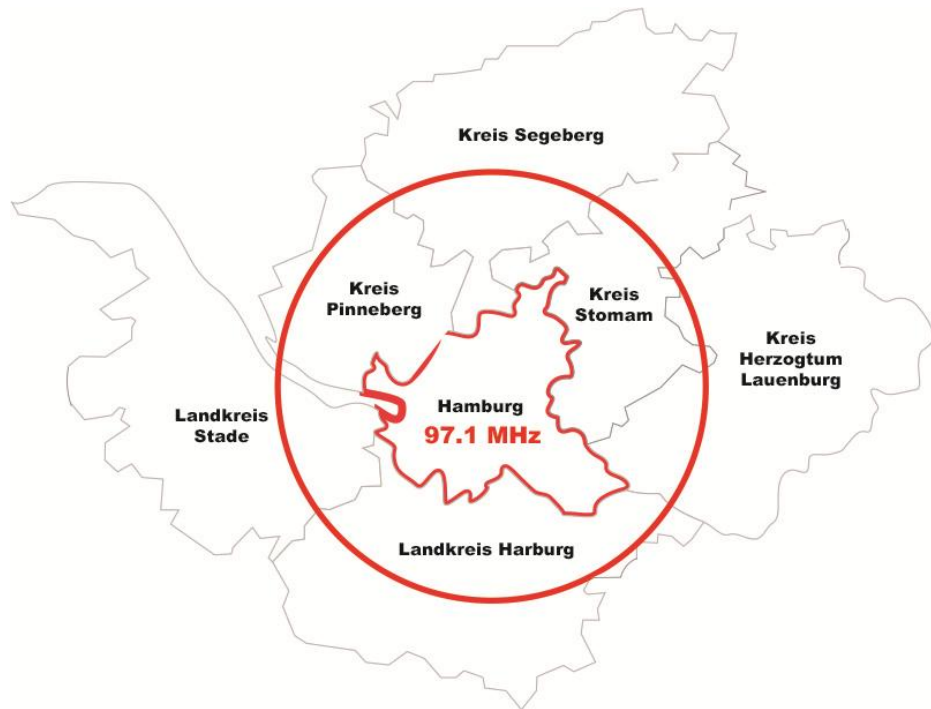 Kreis Segeberg
Kreis
Pinneberg
Kreis
Stomam
Kreis
Herzogtum
Lauenburg
Landkreis
Stade
Hamburg
97.1 MHz
Landkreis Harburg